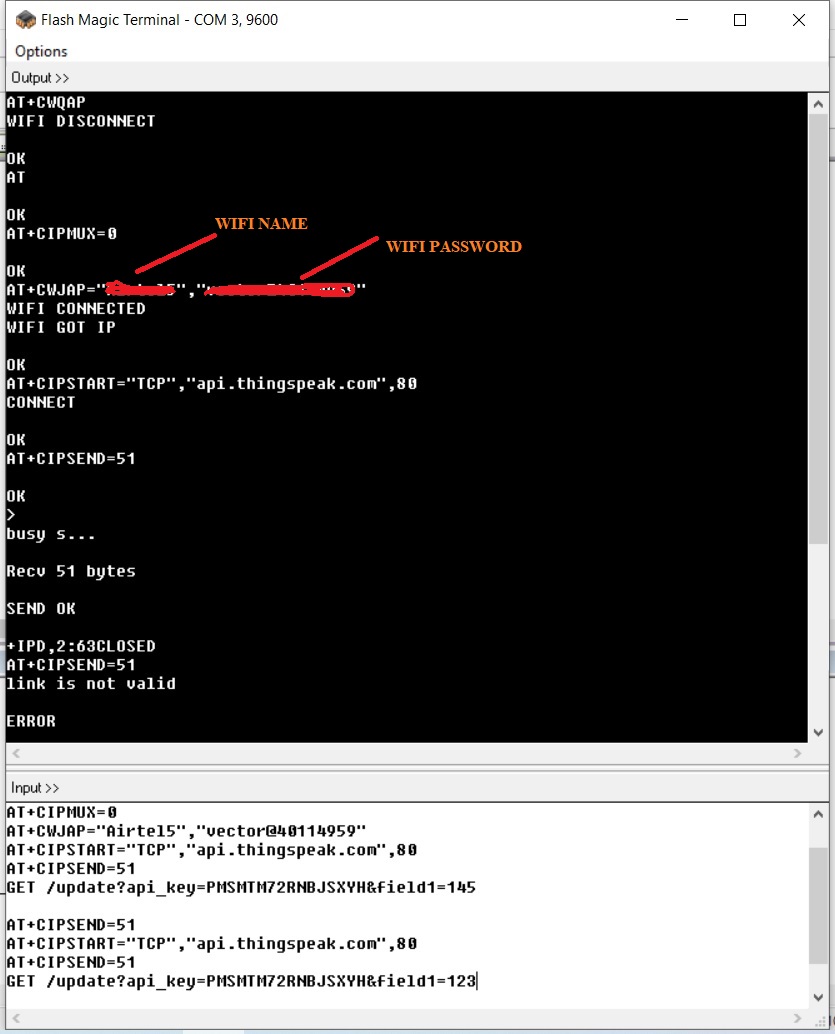 Flash Magic Terminal - COM 3, 9600
Options
Output >>
AT+CWQAP
WIFI DISCONNECT
OK
AT
OK
AT+CIPMUX=0
WIFI NAME
WIFI PASSWORD
OK
AT+CWJAP="
","
"
WIFI CONNECTED
WIFI GOT IP
OK
AT+CIPSTART="TCP","api.thingspeak.com",80
CONNECT
OK
AT+CIPSEND=51
OK
>
busy s...
Recv 51 bytes
SEND OK
+IPD,2:63CLOSED
AT+CIPSEND=51
link is not valid
ERROR
Input >>
AT+CIPMUX=0
AT+CWJAP="Airtel5","vector@40114959"
AT+CIPSTART="TCP","api.thingspeak.com",80
AT+CIPSEND=51
GET /update?api_key=PMSMTM72RNBJSXYH&field1=145
AT+CIPSEND=51
AT+CIPSTART="TCP","api.thingspeak.com",80
AT+CIPSEND=51
GET /update?api_key=PMSMTM72RNBJSXYH&field1=123